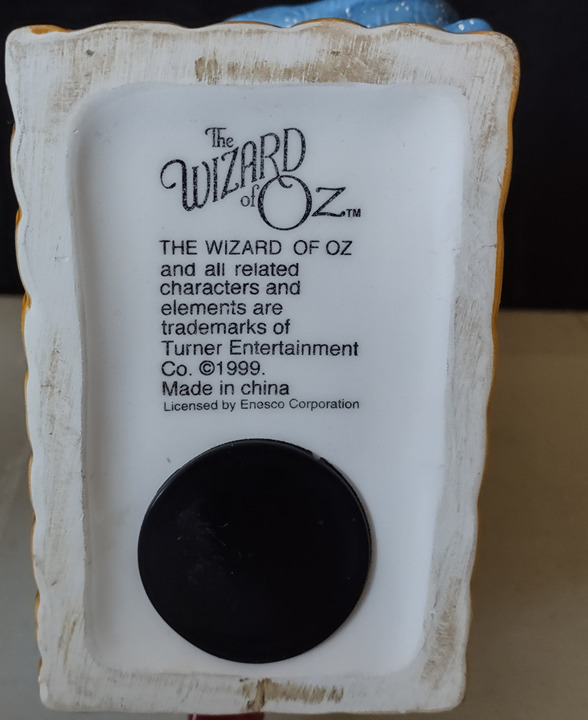 The
WIZARD
of OZ™
THE WIZARD OF OZ
and all related
characters and
elements are
trademarks of
Turner Entertainment
Co. ©1999.
Made in china
Licensed by Enesco Corporation